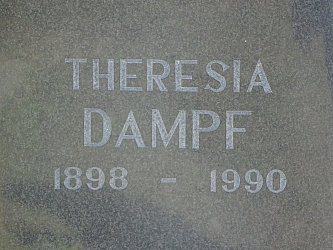 THERESIA
DAMPF
1898 - 1990